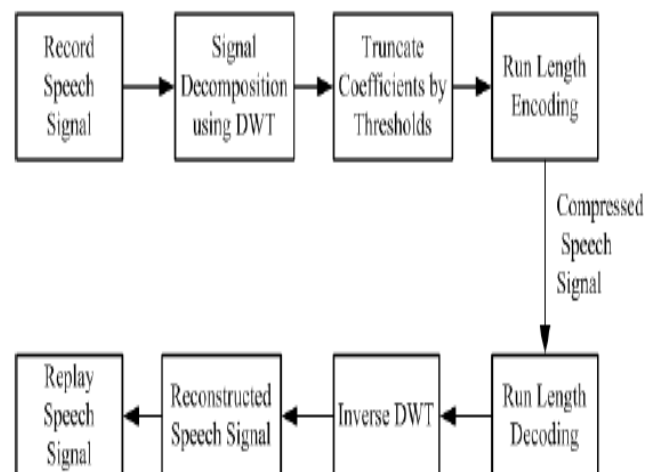 Record
Speech
Signal
Signal
Decomposition
using DWT
Truncate
Coefficients by
Thresholds
Run Length
Encoding
Compressed
Speech
Signal
Run Length
Decoding
Inverse DWT
Reconstructed
Speech Signal
Replay
Speech
Signal